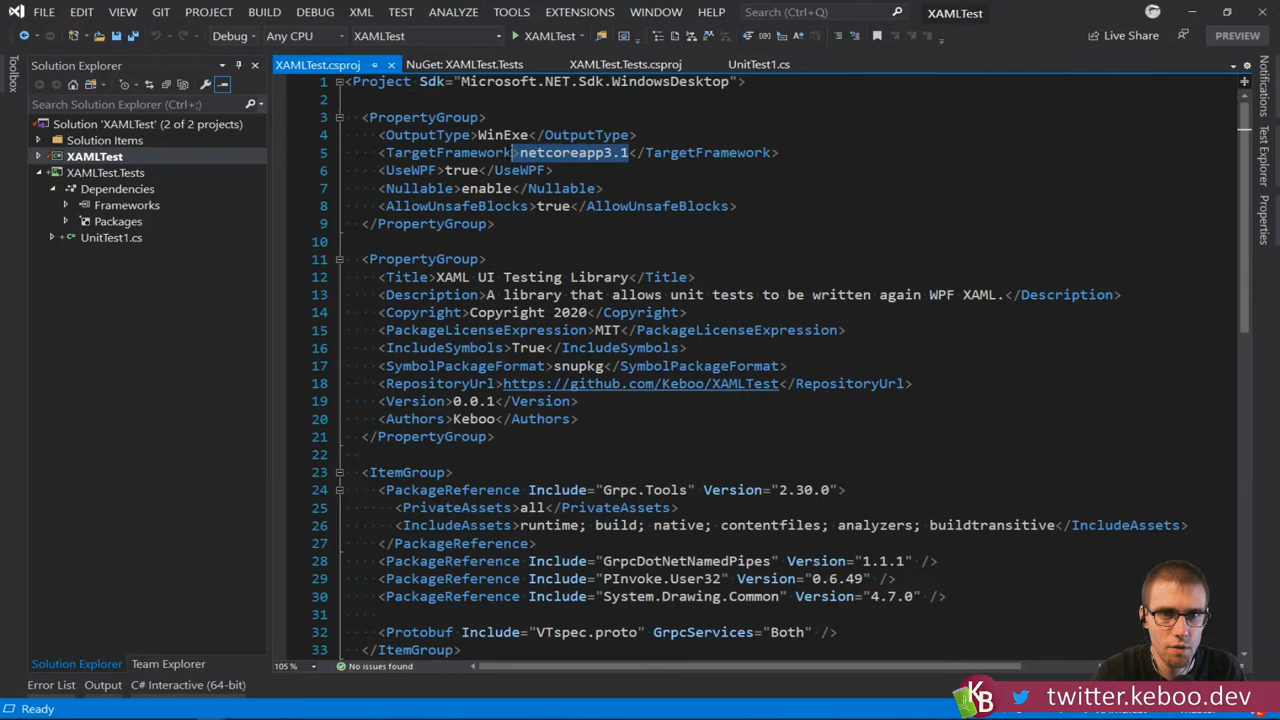 FILE EDIT VIEW GIT PROJECT BUILD DEBUG XML TEST ANALYZE TOOLS EXTENSIONS WINDOW HELP Search (Ctrl+/) XAMLTest
Debug Any CPU XAMLTest XAMLTest Live Share PREVIEW
Toolbox
Solution Explorer
Search Solution Explorer (Ctrl+;)
Solution 'XAMLTest' (2 of 2 projects)
Solution Items
XAMLTest
XAMLTest.Tests
Dependencies
Frameworks
Packages
UnitTest1.cs
Solution Explorer Team Explorer
XAMLTest.csproj NuGet: XAMLTest.Tests XAMLTest.Tests.csproj UnitTest1.cs
1 <Project Sdk="Microsoft.NET.Sdk.WindowsDesktop">
2
3 <PropertyGroup>
4 <OutputType>WinExe</OutputType>
5 <TargetFramework>netcoreapp3.1</TargetFramework>
6 <UseWPF>true</UseWPF>
7 <Nullable>enable</Nullable>
8 <AllowUnsafeBlocks>true</AllowUnsafeBlocks>
9 </PropertyGroup>
10
11 <PropertyGroup>
12 <Title>XAML UI Testing Library</Title>
13 <Description>A library that allows unit tests to be written again WPF XAML.</Description>
14 <Copyright>Copyright 2020</Copyright>
15 <PackageLicenseExpression>MIT</PackageLicenseExpression>
16 <IncludeSymbols>True</IncludeSymbols>
17 <SymbolPackageFormat>snupkg</SymbolPackageFormat>
18 <RepositoryUrl>https://github.com/Keboo/XAMLTest</RepositoryUrl>
19 <Version>0.0.1</Version>
20 <Authors>Keboo</Authors>
21 </PropertyGroup>
22
23 <ItemGroup>
24 <PackageReference Include="Grpc.Tools" Version="2.30.0">
25 <PrivateAssets>all</PrivateAssets>
26 <IncludeAssets>runtime; build; native; contentfiles; analyzers; buildtransitive</IncludeAssets>
27 </PackageReference>
28 <PackageReference Include="GrpcDotNetNamedPipes" Version="1.1.1" />
29 <PackageReference Include="PInvoke.User32" Version="0.6.49" />
30 <PackageReference Include="System.Drawing.Common" Version="4.7.0" />
31
32 <Protobuf Include="VTspec.proto" GrpcServices="Both" />
33 </ItemGroup>
105 % No issues found
Notifications
Properties
Error List Output C# Interactive (64-bit)
Ready
KB twitter.keboo.dev